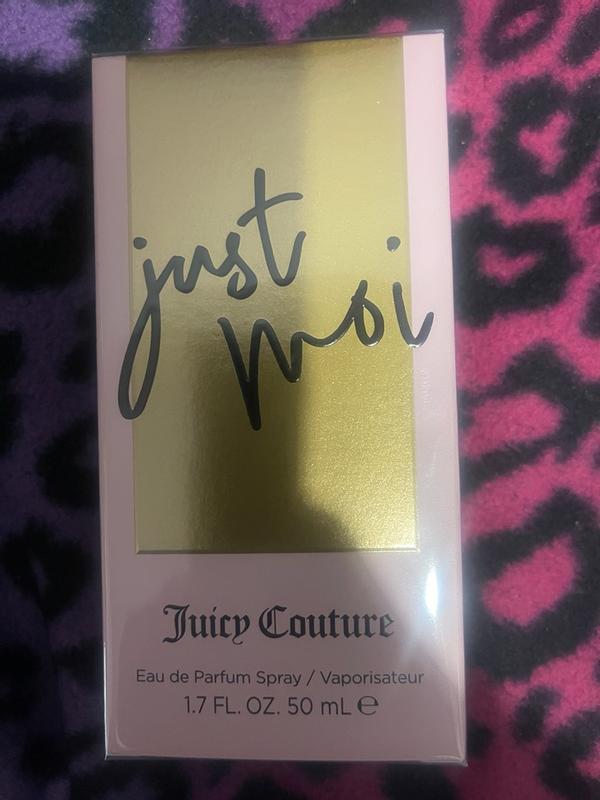 just
moi
Juicy Couture
Eau de Parfum Spray / Vaporisateur
1.7 FL. OZ. 50 mL ℮